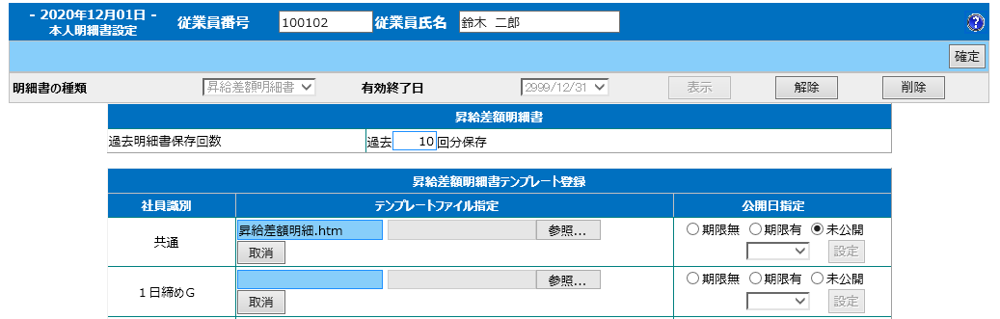 - 2020年12月01日 -
本人明細書設定
従業員番号 100102 従業員氏名 鈴木 二郎
?
確定
明細書の種類 昇給差額明細書 有効終了日 2999/12/31 表示 解除 削除
昇給差額明細書
過去明細書保存回数 過去 10 回分保存
昇給差額明細書テンプレート登録
社員識別 テンプレートファイル指定 公開日指定
共通 昇給差額明細.htm 参照... 期限無 期限有 未公開
取消 設定
1日締めG 参照... 期限無 期限有 未公開
取消 設定